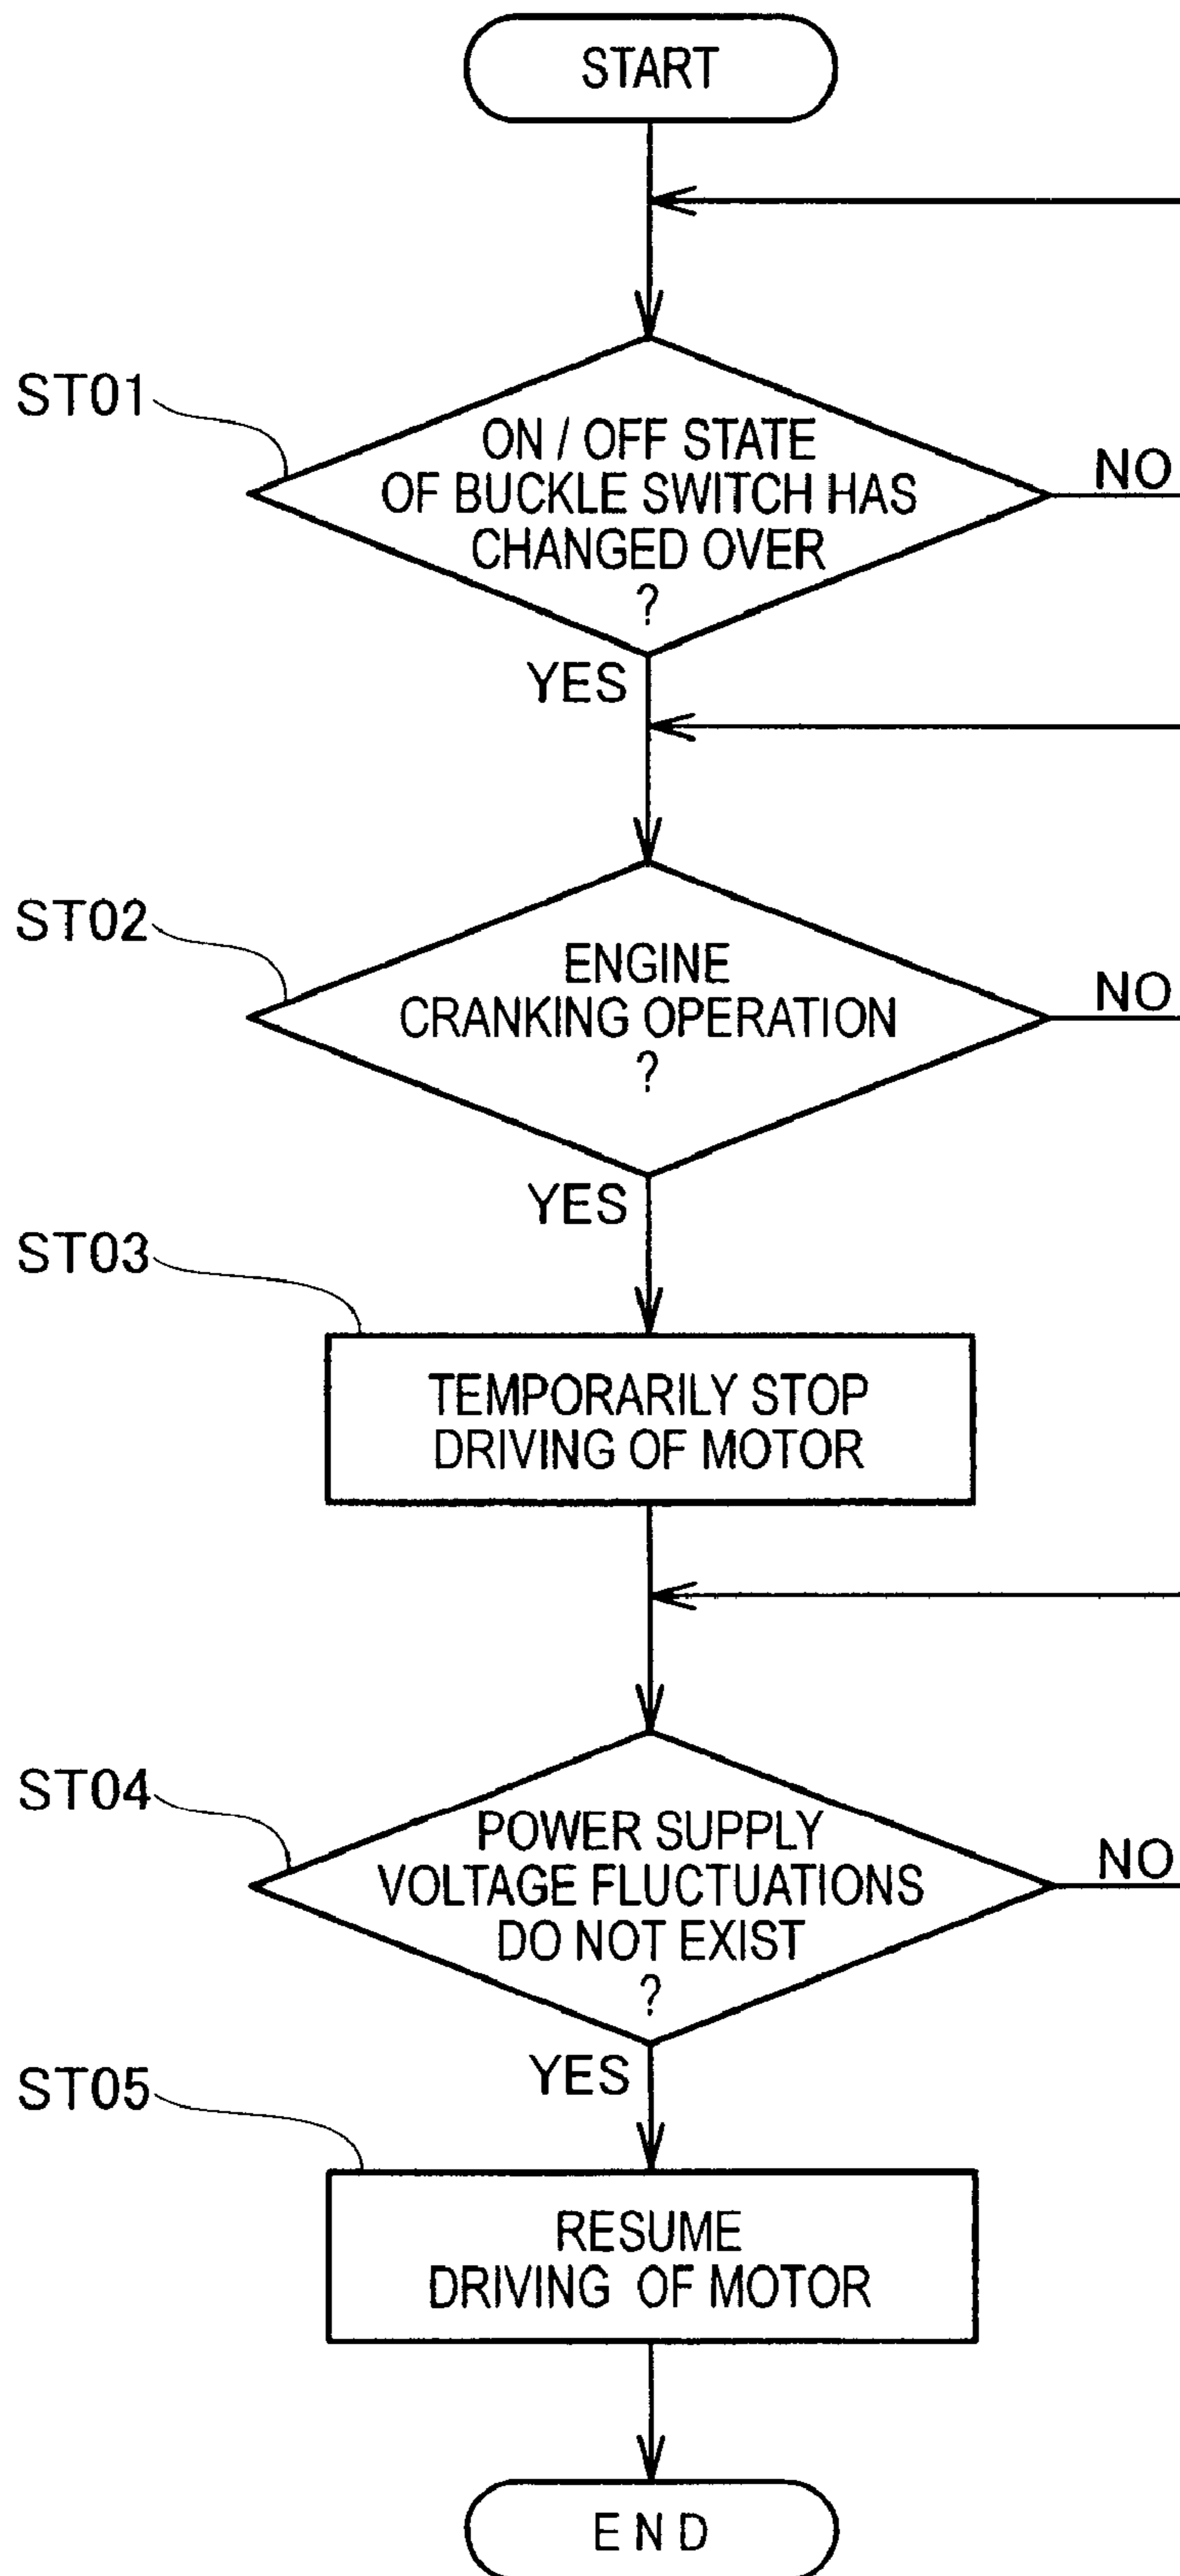 START
ST01
ON / OFF STATE
OF BUCKLE SWITCH HAS
CHANGED OVER
?
NO
YES
ST02
ENGINE
CRANKING OPERATION
?
NO
YES
ST03
TEMPORARILY STOP
DRIVING OF MOTOR
ST04
POWER SUPPLY
VOLTAGE FLUCTUATIONS
DO NOT EXIST
?
NO
YES
ST05
RESUME
DRIVING OF MOTOR
END